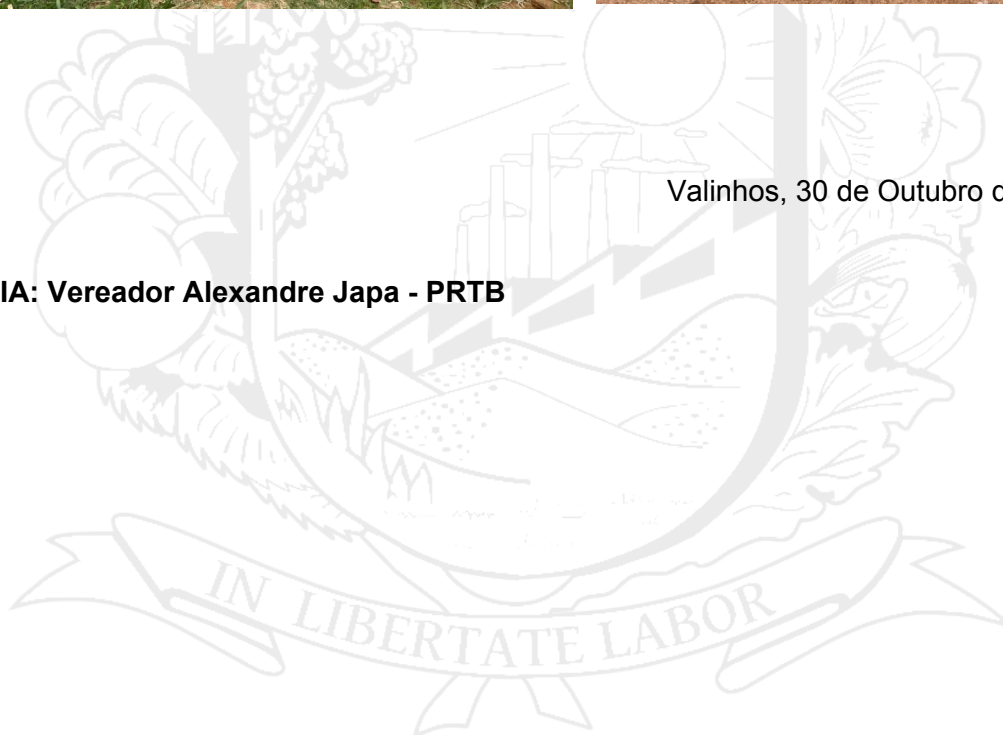 Valinhos, 30 de Outubro d
IA: Vereador Alexandre Japa - PRTB
IN LIBERTATE LABOR